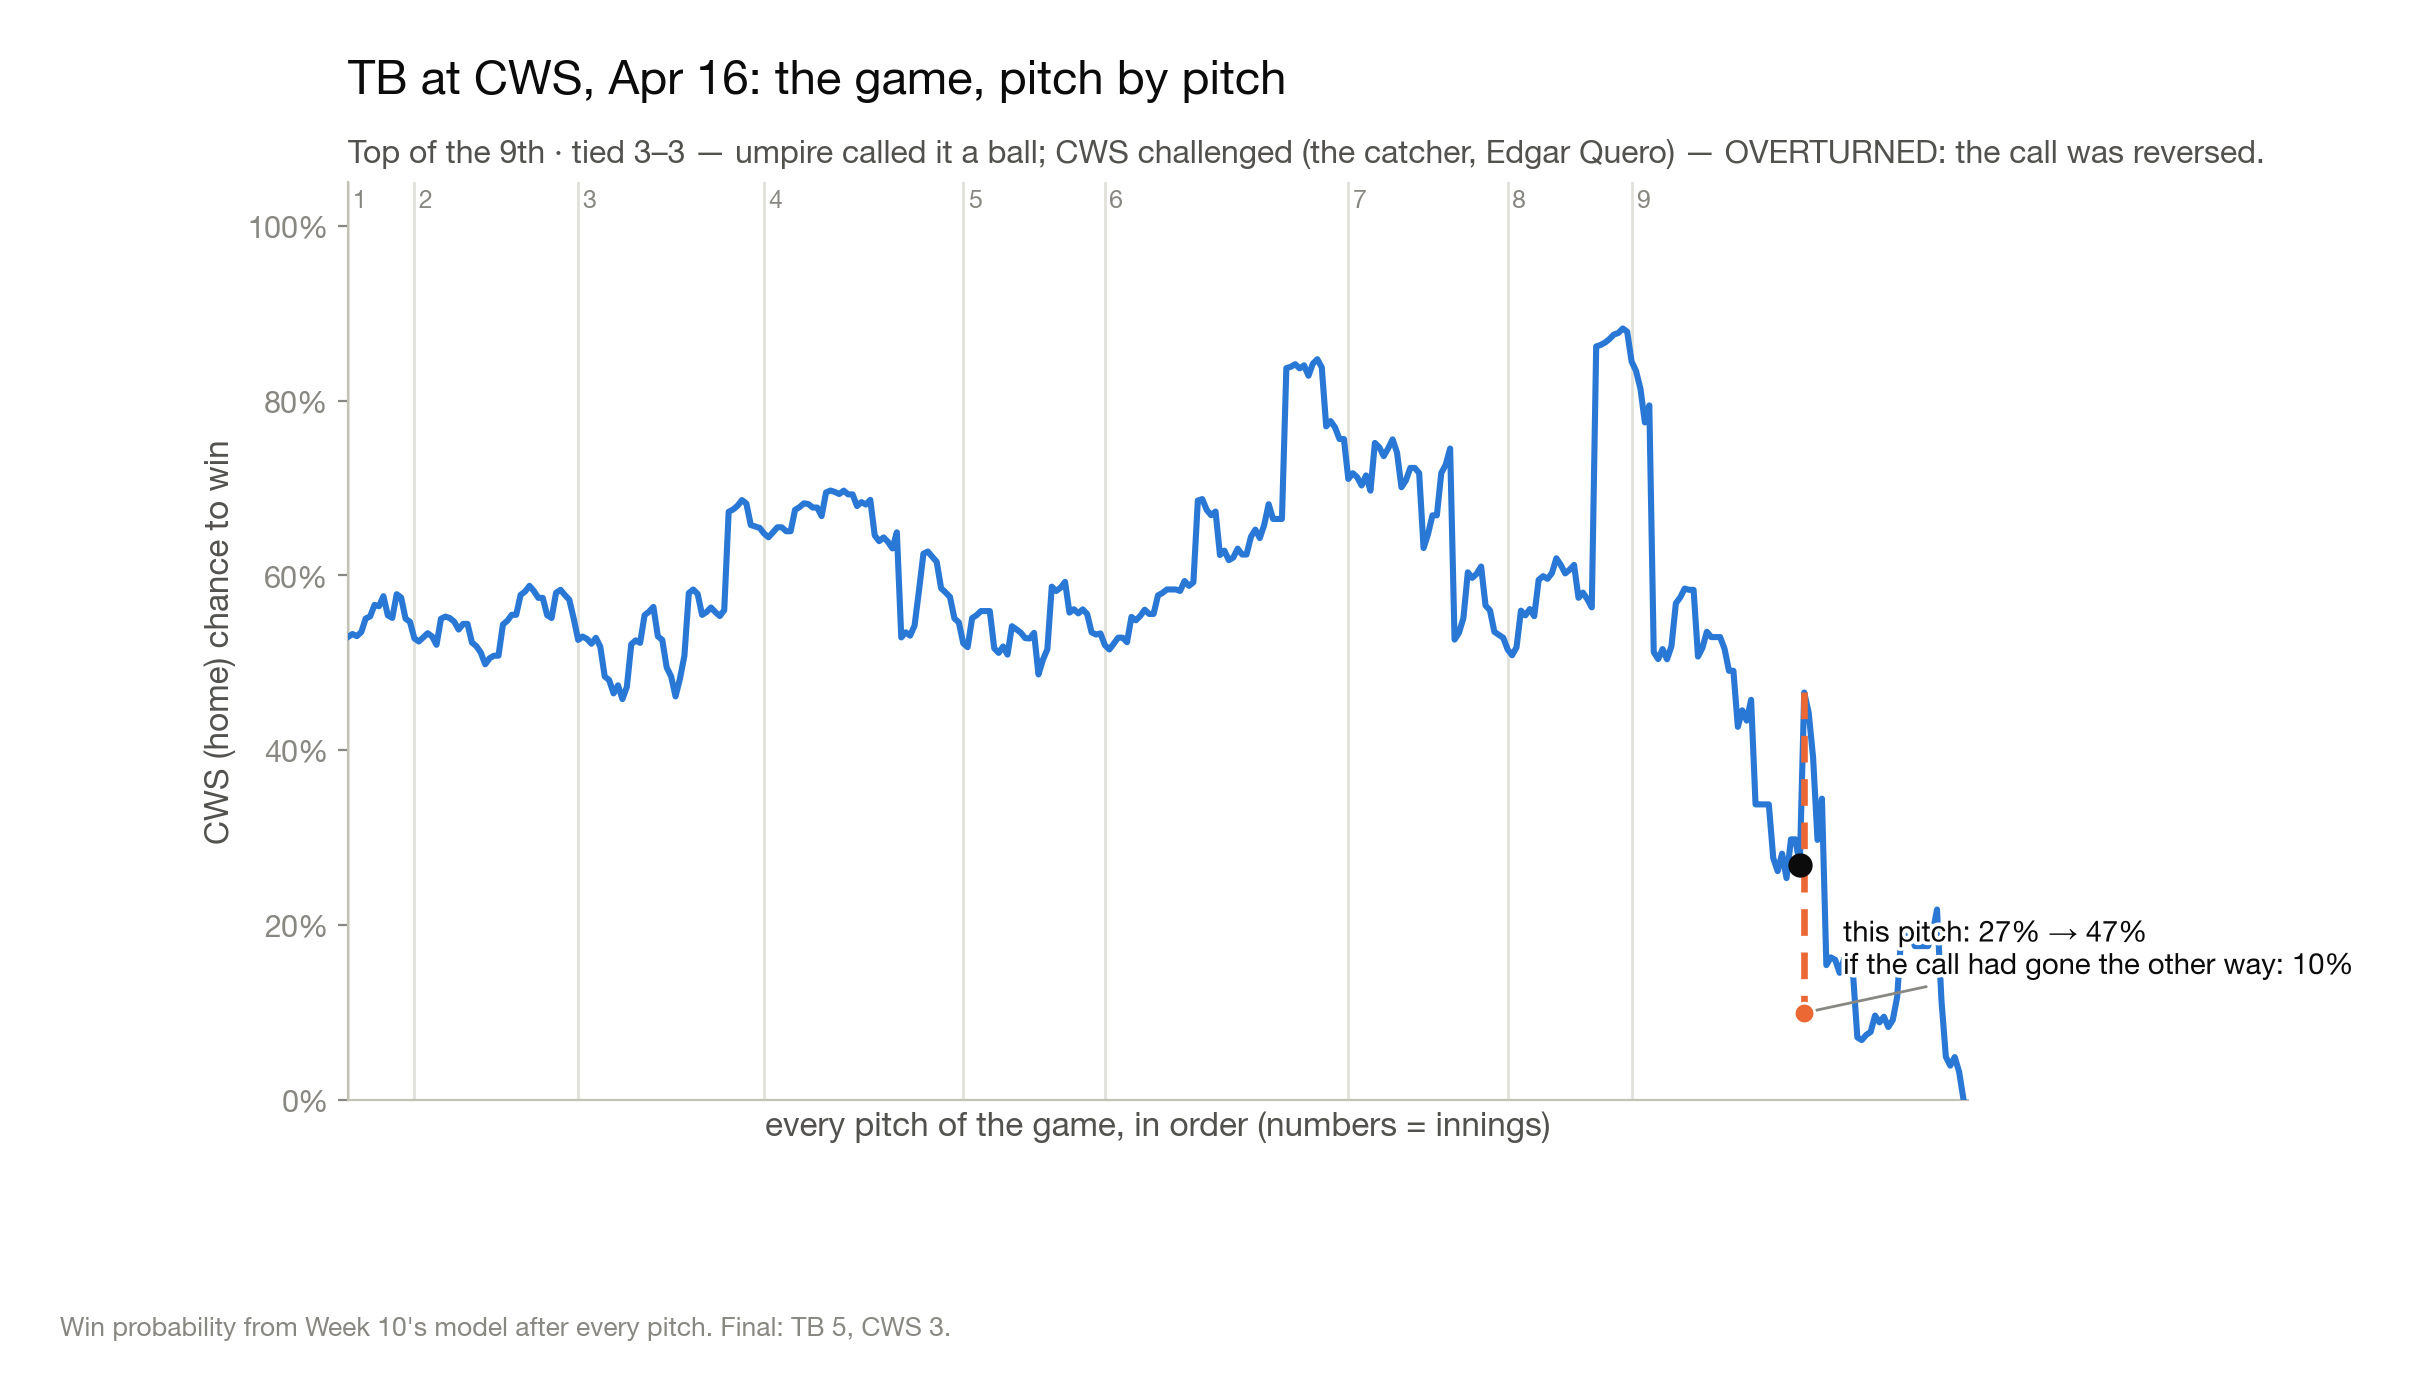 TB at CWS, Apr 16: the game, pitch by pitch
Top of the 9th · tied 3–3 — umpire called it a ball; CWS challenged (the catcher, Edgar Quero) — OVERTURNED: the call was reversed.
1 2 3 4 5 6 7 8 9
100%
80%
60%
40%
20%
0%
CWS (home) chance to win
this pitch: 27% → 47%
if the call had gone the other way: 10%
every pitch of the game, in order (numbers = innings)
Win probability from Week 10's model after every pitch. Final: TB 5, CWS 3.